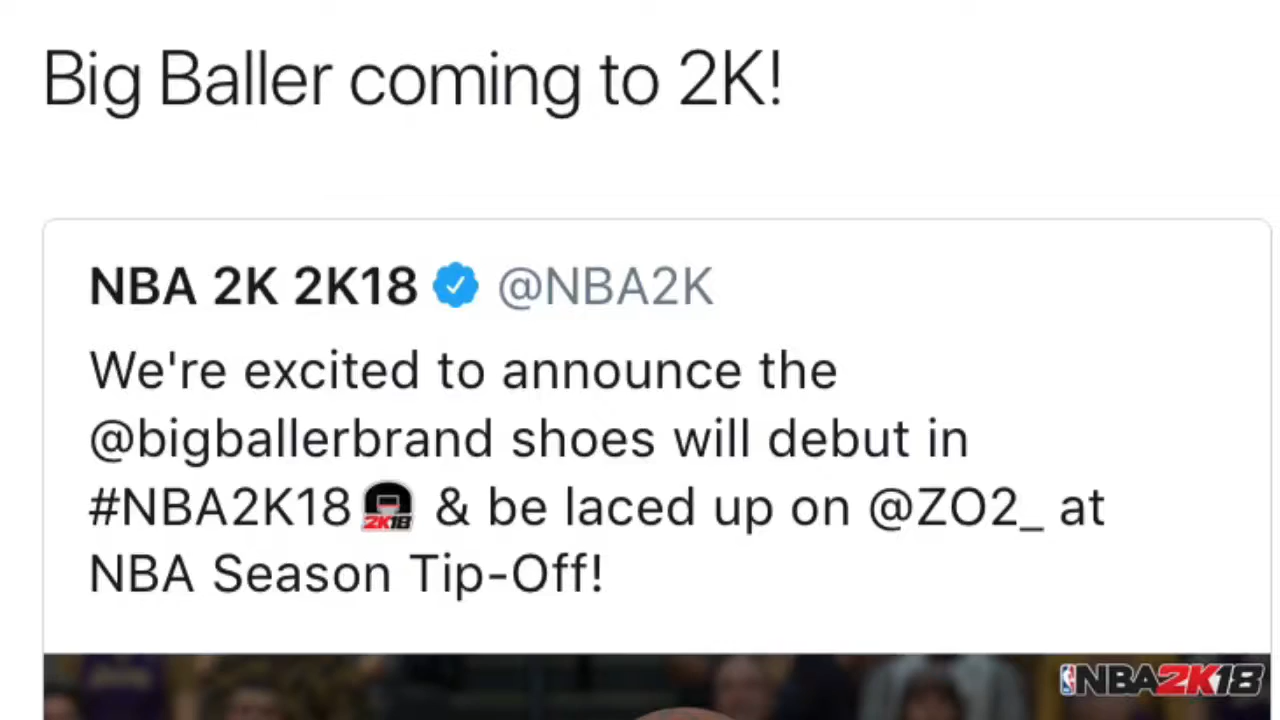 Big Baller coming to 2K!
NBA 2K 2K18 @NBA2K
We're excited to announce the
@bigballerbrand shoes will debut in
#NBA2K18 2K18 & be laced up on @ZO2_ at
NBA Season Tip-Off!
NBA2K18